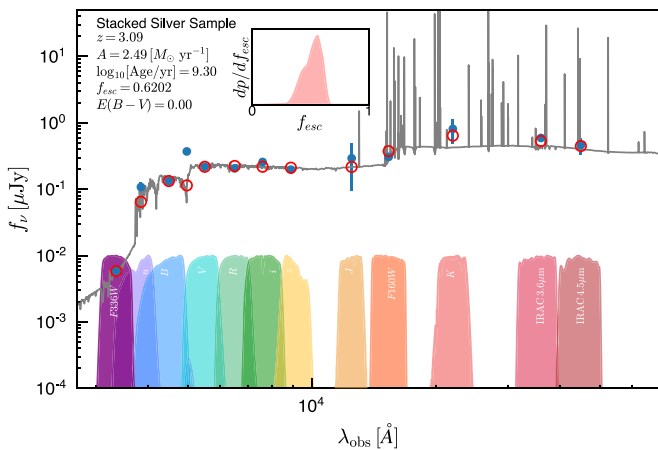 Stacked Silver Sample
z = 3.09
A = 2.49 [M⊙ yr⁻¹]
log₁₀[Age/yr] = 9.30
f_esc = 0.6202
E(B − V) = 0.00
dp/df_esc
0
1
f_esc
f_ν [μJy]
10¹
10⁰
10⁻¹
10⁻²
10⁻³
10⁻⁴
F336W
u
B
V
R
i
J
F160W
K
IRAC 3.6μm
IRAC 4.5μm
10⁴
λ_obs [Å]